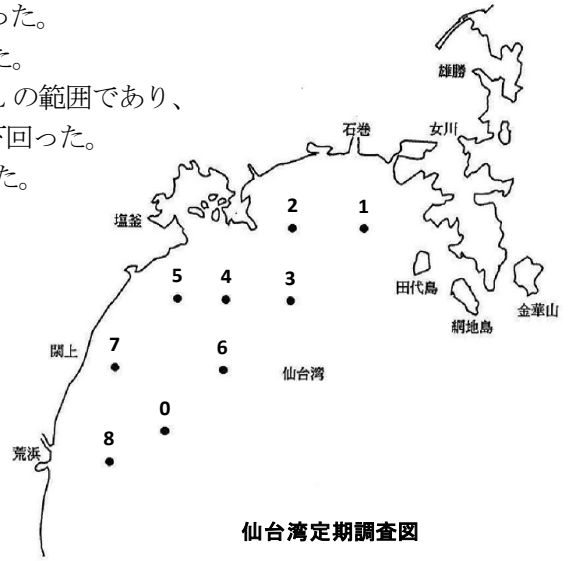 った。
た。
の範囲であり、
下回った。
た。
雄勝
石巻
女川
塩釜
2
1
田代島
網地島
金華山
5
4
3
閖上
7
6
仙台湾
0
荒浜
8
仙台湾定期調査図